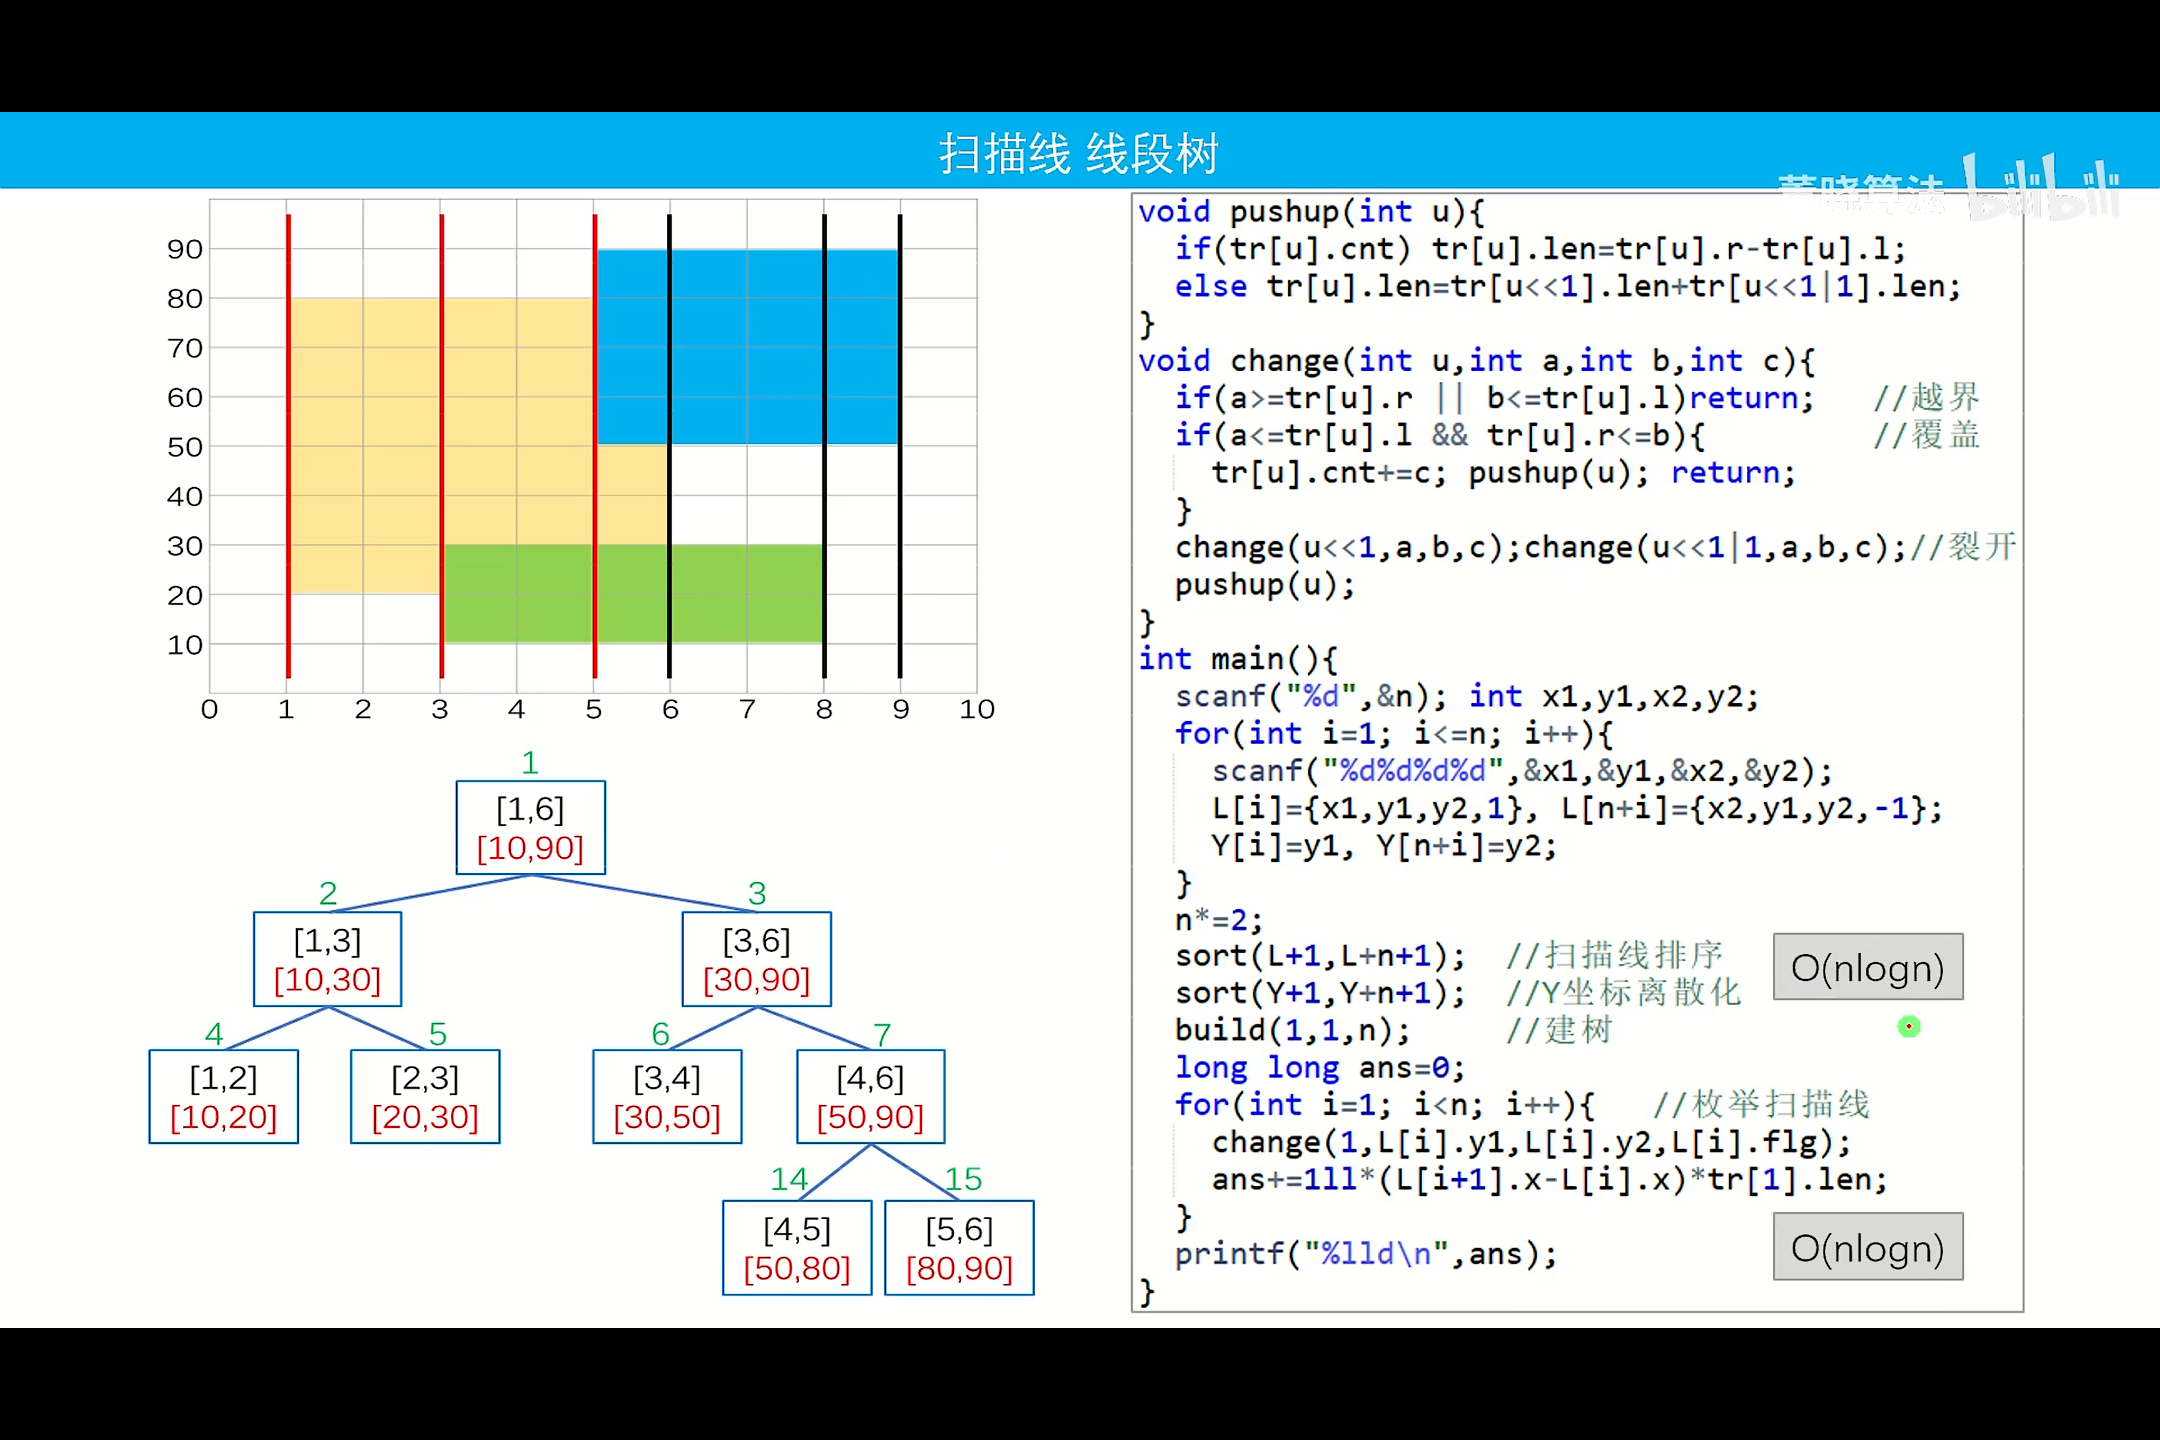 扫描线 线段树
董晓算法 bilibili
90
80
70
60
50
40
30
20
10
0 1 2 3 4 5 6 7 8 9 10
1
[1,6]
[10,90]
2 3
[1,3] [3,6]
[10,30] [30,90]
4 5 6 7
[1,2] [2,3] [3,4] [4,6]
[10,20] [20,30] [30,50] [50,90]
14 15
[4,5] [5,6]
[50,80] [80,90]
void pushup(int u){
  if(tr[u].cnt) tr[u].len=tr[u].r-tr[u].l;
  else tr[u].len=tr[u<<1].len+tr[u<<1|1].len;
}
void change(int u,int a,int b,int c){
  if(a>=tr[u].r || b<=tr[u].l)return; //越界
  if(a<=tr[u].l && tr[u].r<=b){ //覆盖
    tr[u].cnt+=c; pushup(u); return;
  }
  change(u<<1,a,b,c);change(u<<1|1,a,b,c);//裂开
  pushup(u);
}
int main(){
  scanf("%d",&n); int x1,y1,x2,y2;
  for(int i=1; i<=n; i++){
    scanf("%d%d%d%d",&x1,&y1,&x2,&y2);
    L[i]={x1,y1,y2,1}, L[n+i]={x2,y1,y2,-1};
    Y[i]=y1, Y[n+i]=y2;
  }
  n*=2;
  sort(L+1,L+n+1); //扫描线排序
  sort(Y+1,Y+n+1); //Y坐标离散化
  build(1,1,n); //建树
  long long ans=0;
  for(int i=1; i<n; i++){ //枚举扫描线
    change(1,L[i].y1,L[i].y2,L[i].flg);
    ans+=1ll*(L[i+1].x-L[i].x)*tr[1].len;
  }
  printf("%lld\n",ans);
}
O(nlogn)
O(nlogn)